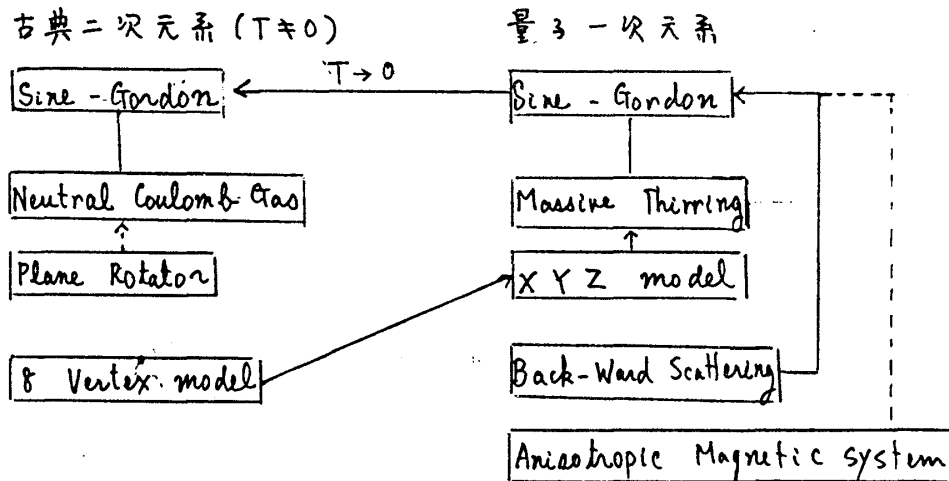 古典二次元系 (T≠0)
量子一次元系
T→0
Sine-Gordon
Sine-Gordon
Neutral Coulomb Gas
Massive Thirring
Plane Rotator
X Y Z model
8 Vertex model
Back-Ward Scattering
Anisotropic Magnetic system